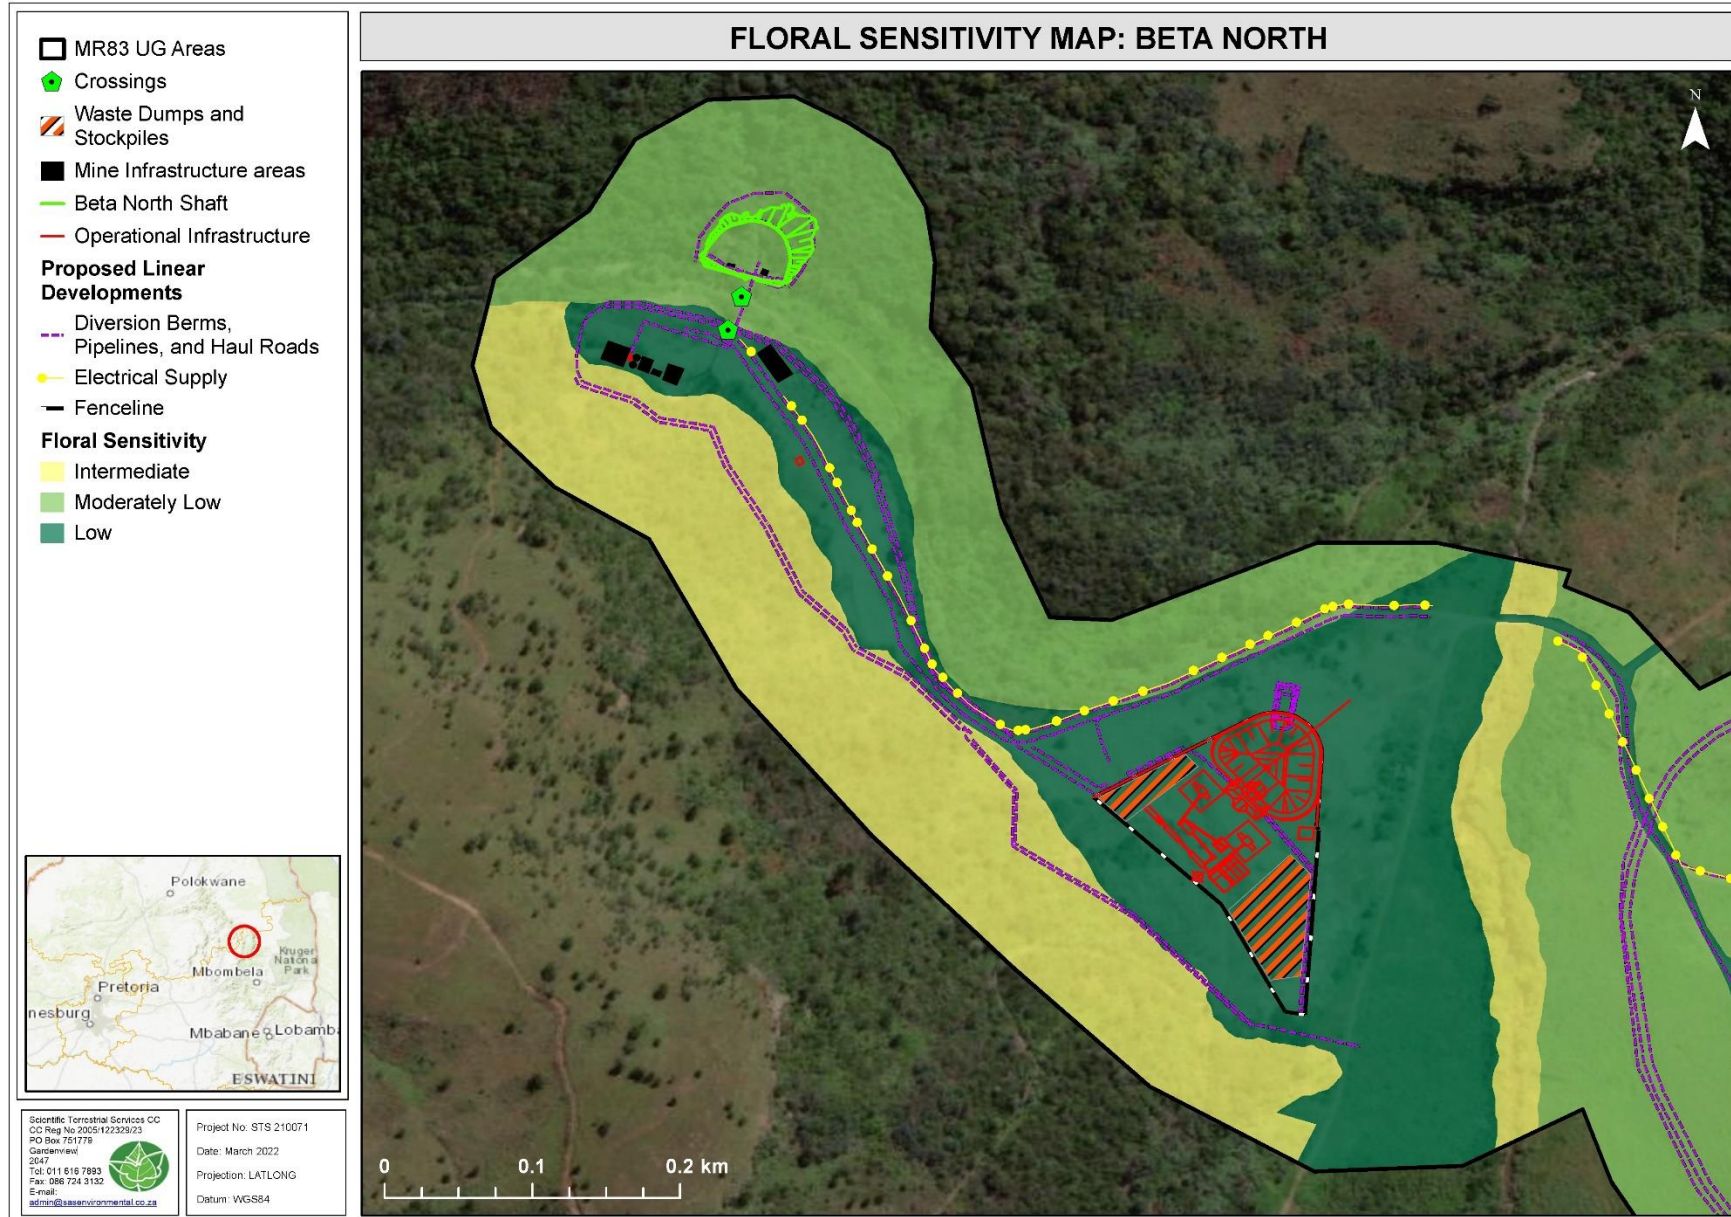 FLORAL SENSITIVITY MAP: BETA NORTH
MR83 UG Areas
Crossings
Waste Dumps and
Stockpiles
Mine Infrastructure areas
Beta North Shaft
Operational Infrastructure
Proposed Linear
Developments
Diversion Berms,
Pipelines, and Haul Roads
Electrical Supply
Fenceline
Floral Sensitivity
Intermediate
Moderately Low
Low
N
Polokwane
Kruger
National
Park
Mbombela
Pretoria
nesburg
Mbabane
Lobamba
ESWATINI
Scientific Terrestrial Services CC
CC Reg No 2005/122329/23
PO Box 751779
Gardenview
2047
Tel: 011 616 7893
Fax: 086 724 3132
E-mail:
admin@sasenvironmental.co.za
Project No: STS 210071
Date: March 2022
Projection: LATLONG
Datum: WGS84
0 0.1 0.2 km